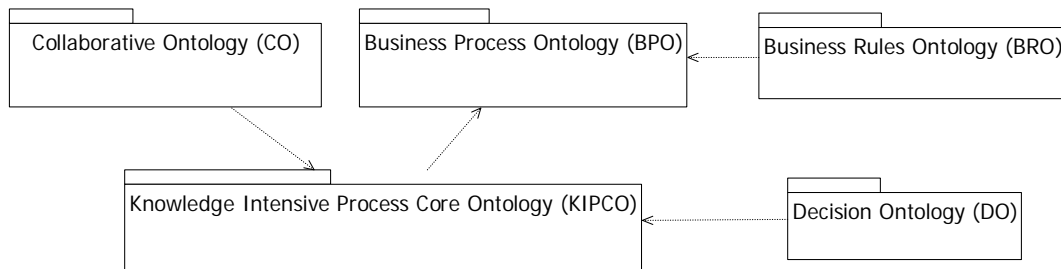 Collaborative Ontology (CO)
Business Process Ontology (BPO)
Business Rules Ontology (BRO)
Knowledge Intensive Process Core Ontology (KIPCO)
Decision Ontology (DO)